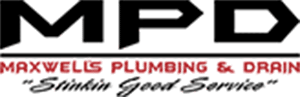 MPD
MAXWELL'S PLUMBING & DRAIN
"Stinkin Good Service"